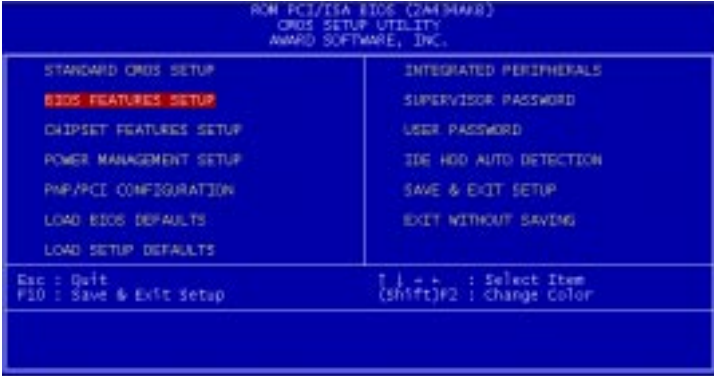 ROM PCI/ISA BIOS (2A434AKB)
CMOS SETUP UTILITY
AWARD SOFTWARE, INC.
STANDARD CMOS SETUP
BIOS FEATURES SETUP
CHIPSET FEATURES SETUP
POWER MANAGEMENT SETUP
PNP/PCI CONFIGURATION
LOAD BIOS DEFAULTS
LOAD SETUP DEFAULTS
INTEGRATED PERIPHERALS
SUPERVISOR PASSWORD
USER PASSWORD
IDE HDD AUTO DETECTION
SAVE & EXIT SETUP
EXIT WITHOUT SAVING
Esc : Quit
F10 : Save & Exit Setup
↑ ↓ → ← : Select Item
(Shift)F2 : Change Color